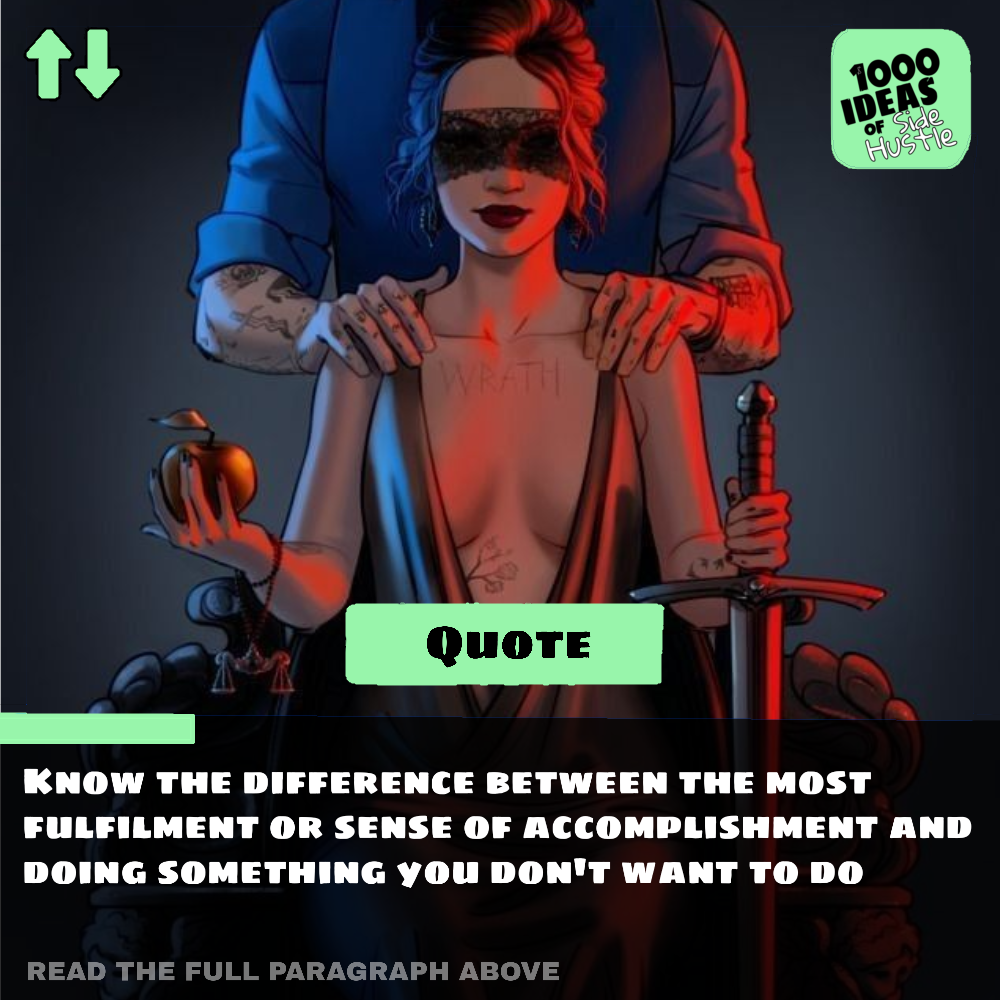 1000
IDEAS
OF Side
Hustle
WRATH
Quote
Know the difference between the most
fulfilment or sense of accomplishment and
doing something you don't want to do
READ THE FULL PARAGRAPH ABOVE